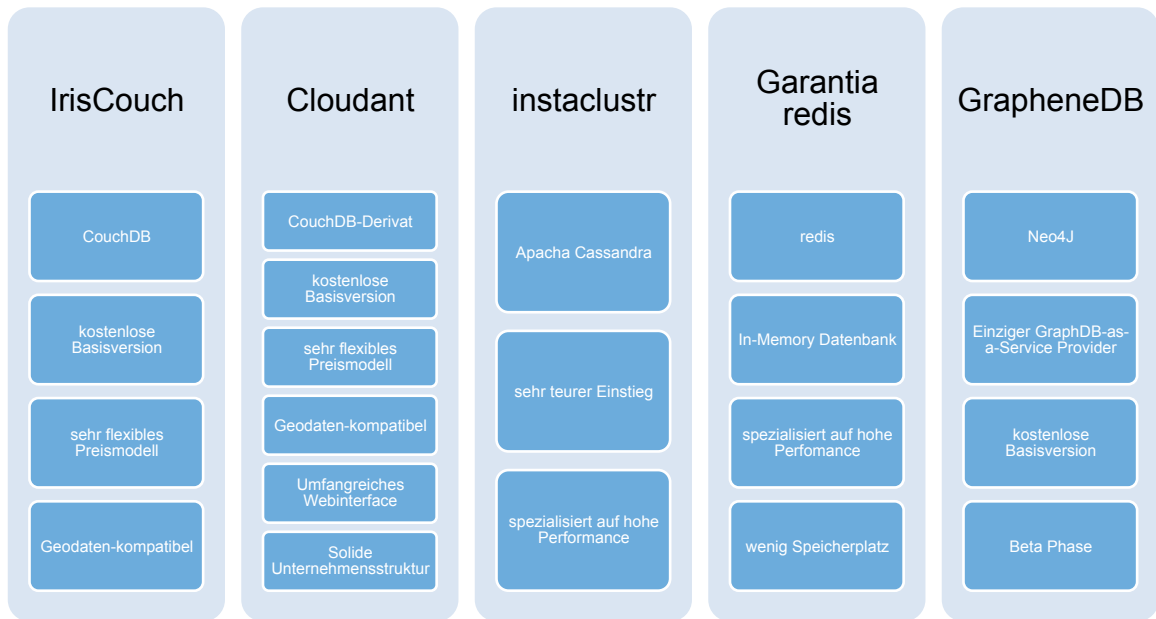 IrisCouch
CouchDB
kostenlose
Basisversion
sehr flexibles
Preismodell
Geodaten-kompatibel
Cloudant
CouchDB-Derivat
kostenlose
Basisversion
sehr flexibles
Preismodell
Geodaten-kompatibel
Umfangreiches
Webinterface
Solide
Unternehmensstruktur
instaclustr
Apacha Cassandra
sehr teurer Einstieg
spezialisiert auf hohe
Performance
Garantia
redis
redis
In-Memory Datenbank
spezialisiert auf hohe
Perfomance
wenig Speicherplatz
GrapheneDB
Neo4J
Einziger GraphDB-as-
a-Service Provider
kostenlose
Basisversion
Beta Phase